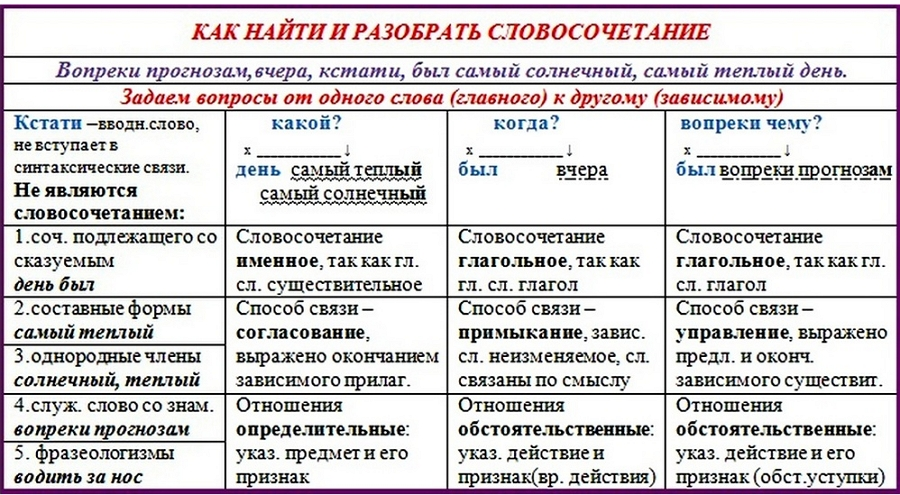 КАК НАЙТИ И РАЗОБРАТЬ СЛОВОСОЧЕТАНИЕ
Вопреки прогнозам,вчера, кстати, был самый солнечный, самый теплый день.
Задаем вопросы от одного слова (главного) к другому (зависимому)
Кстати –вводн.слово,
не вступает в
синтаксические связи.
Не являются
словосочетанием:
какой?
х ↓
день самый теплый
самый солнечный
когда?
х ↓
был вчера
вопреки чему?
х ↓
был вопреки прогнозам
1.соч. подлежащего со
сказуемым
день был
Словосочетание
именное, так как гл.
сл. существительное
Словосочетание
глагольное, так как
гл. сл. глагол
Словосочетание
глагольное, так как гл.
сл. глагол
2.составные формы
самый теплый
3.однородные члены
солнечный, теплый
Способ связи –
согласование,
выражено окончанием
зависимого прилаг.
Способ связи –
примыкание, завис.
сл. неизменяемое, сл.
связаны по смыслу
Способ связи –
управление, выражено
предл. и оконч.
зависимого существит.
4.служ. слово со знам.
вопреки прогнозам
5. фразеологизмы
водить за нос
Отношения
определительные:
указ. предмет и его
признак
Отношения
обстоятельственные:
указ. действие и
признак(вр. действия)
Отношения
обстоятельственные:
указ. действие и его
признак (обст.уступки)